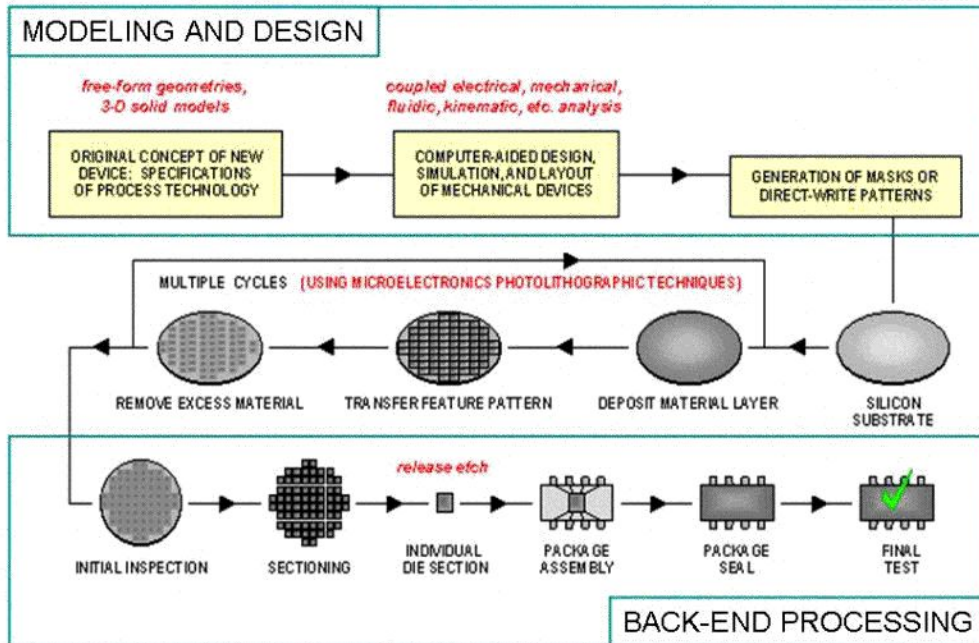 MODELING AND DESIGN
free-form geometries,
3-D solid models
coupled electrical, mechanical,
fluidic, kinematic, etc. analysis
ORIGINAL CONCEPT OF NEW
DEVICE: SPECIFICATIONS
OF PROCESS TECHNOLOGY
COMPUTER-AIDED DESIGN,
SIMULATION, AND LAYOUT
OF MECHANICAL DEVICES
GENERATION OF MASKS OR
DIRECT-WRITE PATTERNS
MULTIPLE CYCLES (USING MICROELECTRONICS PHOTOLITHOGRAPHIC TECHNIQUES)
REMOVE EXCESS MATERIAL
TRANSFER FEATURE PATTERN
DEPOSIT MATERIAL LAYER
SILICON
SUBSTRATE
release etch
INITIAL INSPECTION
SECTIONING
INDIVIDUAL
DIE SECTION
PACKAGE
ASSEMBLY
PACKAGE
SEAL
FINAL
TEST
BACK-END PROCESSING